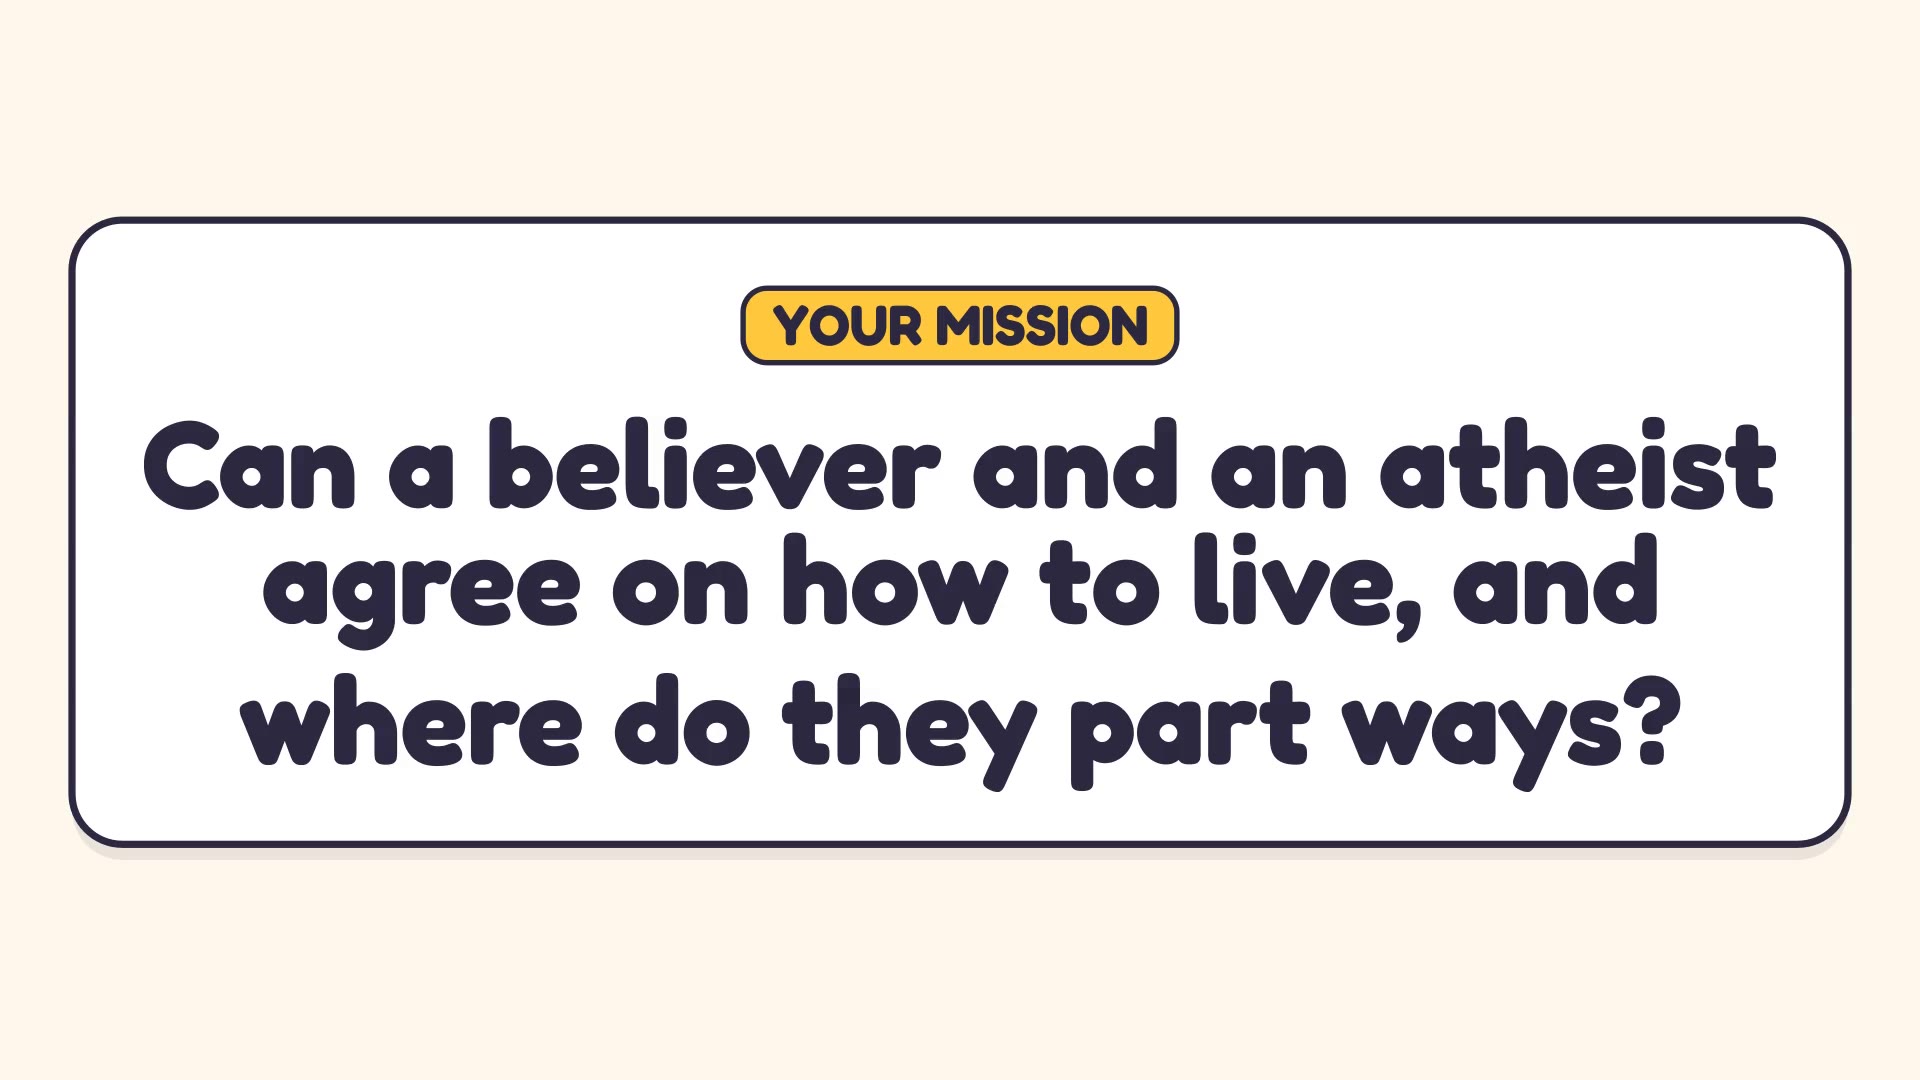 YOUR MISSION
Can a believer and an atheist
agree on how to live, and
where do they part ways?